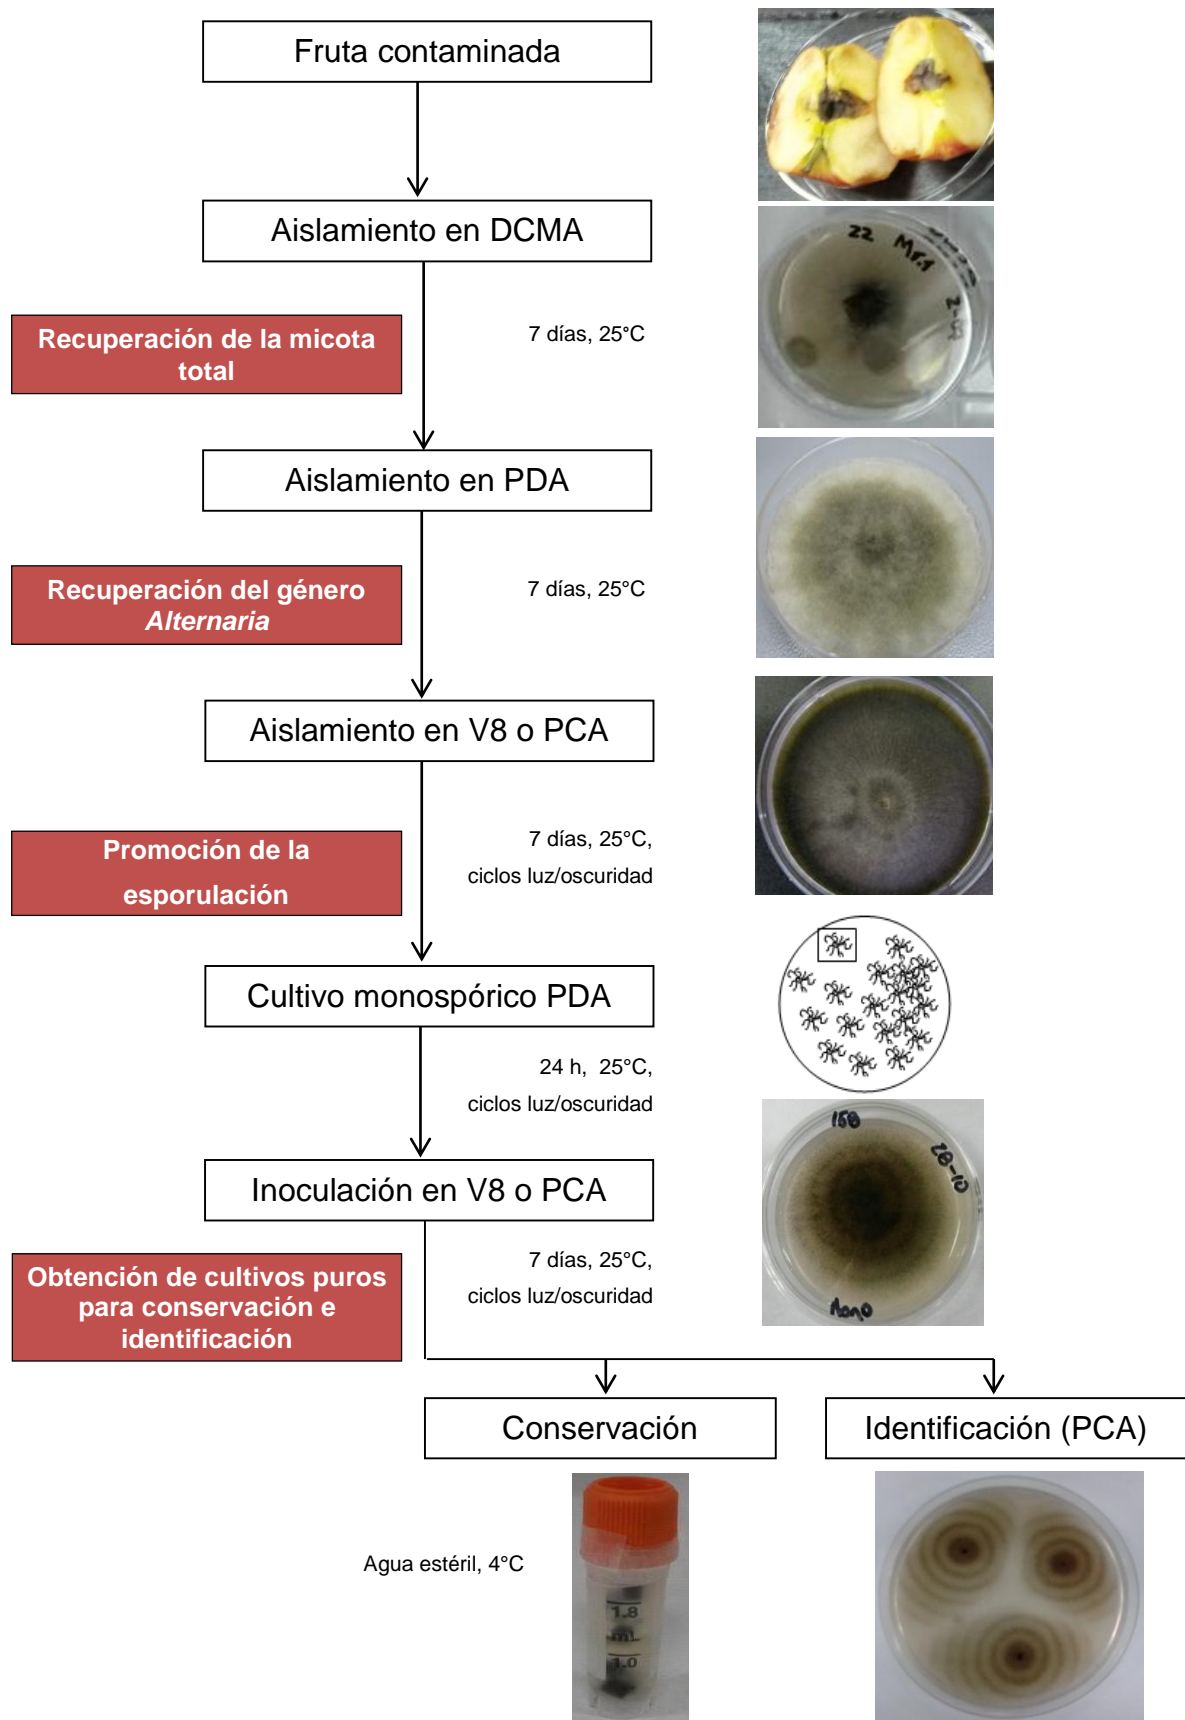 Fruta contaminada
Aislamiento en DCMA
22 Mr.1
Recuperación de la micota
total
7 días, 25°C
Aislamiento en PDA
Recuperación del género
Alternaria
7 días, 25°C
Aislamiento en V8 o PCA
Promoción de la
esporulación
7 días, 25°C,
ciclos luz/oscuridad
Cultivo monospórico PDA
24 h, 25°C,
ciclos luz/oscuridad
158
28-10
Mono
Inoculación en V8 o PCA
Obtención de cultivos puros
para conservación e
identificación
7 días, 25°C,
ciclos luz/oscuridad
Conservación
Identificación (PCA)
Agua estéril, 4°C
1.8
mL
1.0